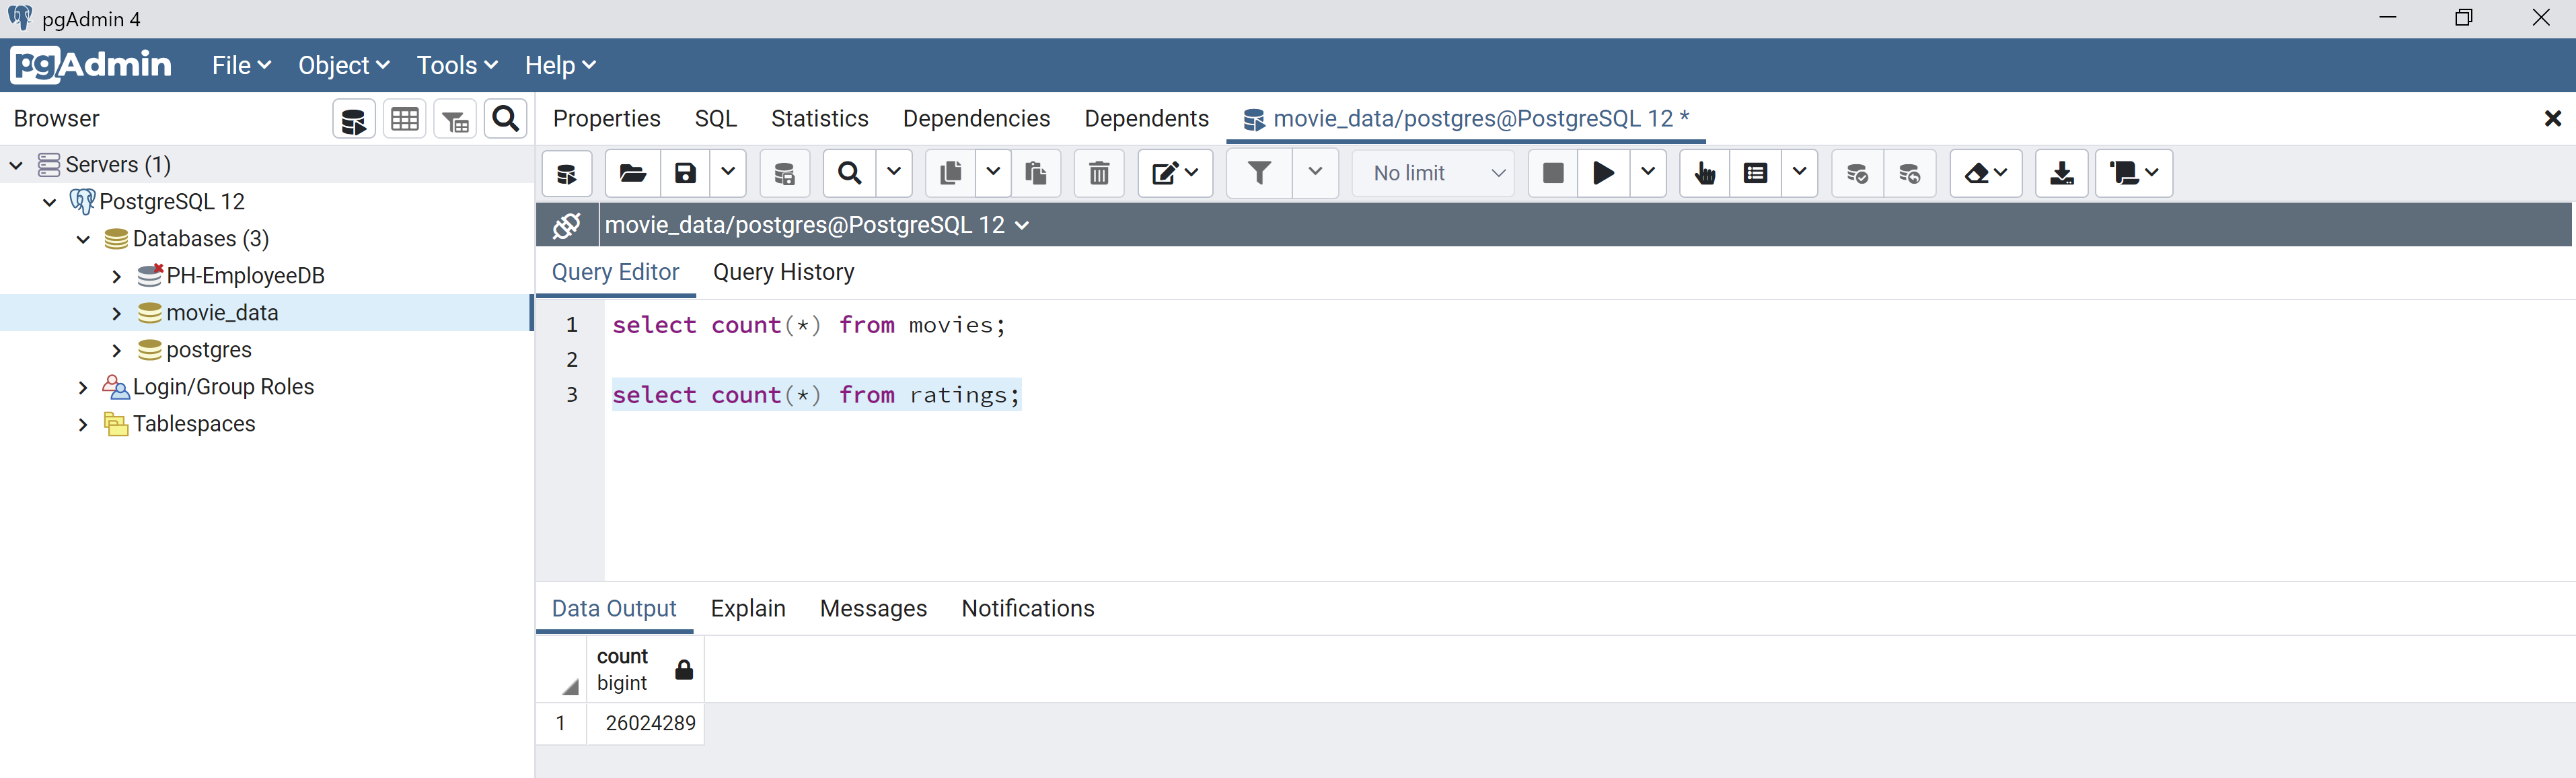 pgAdmin 4
pgAdmin File Object Tools Help
Browser
Properties SQL Statistics Dependencies Dependents movie_data/postgres@PostgreSQL 12 *
Servers (1)
PostgreSQL 12
Databases (3)
PH-EmployeeDB
movie_data
postgres
Login/Group Roles
Tablespaces
No limit
movie_data/postgres@PostgreSQL 12
Query Editor Query History
1 select count(*) from movies;
2
3 select count(*) from ratings;
Data Output Explain Messages Notifications
count
bigint
1 26024289